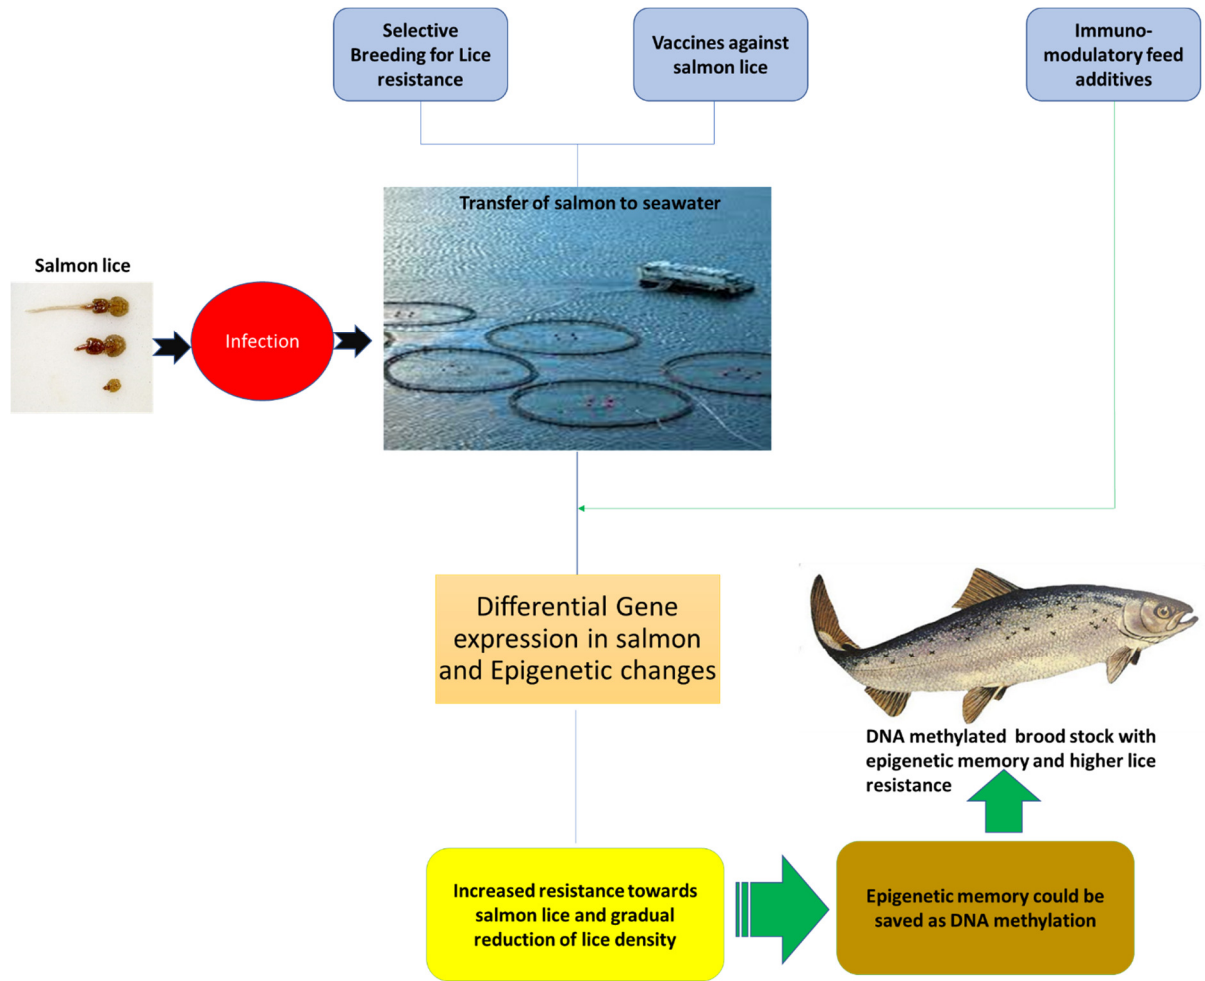 Selective
Breeding for Lice
resistance
Vaccines against
salmon lice
Immuno-
modulatory feed
additives
Transfer of salmon to seawater
Salmon lice
Infection
Differential Gene
expression in salmon
and Epigenetic changes
DNA methylated  brood stock with
epigenetic memory and higher lice
resistance
Increased resistance towards
salmon lice and gradual
reduction of lice density
Epigenetic memory could be
saved as DNA methylation